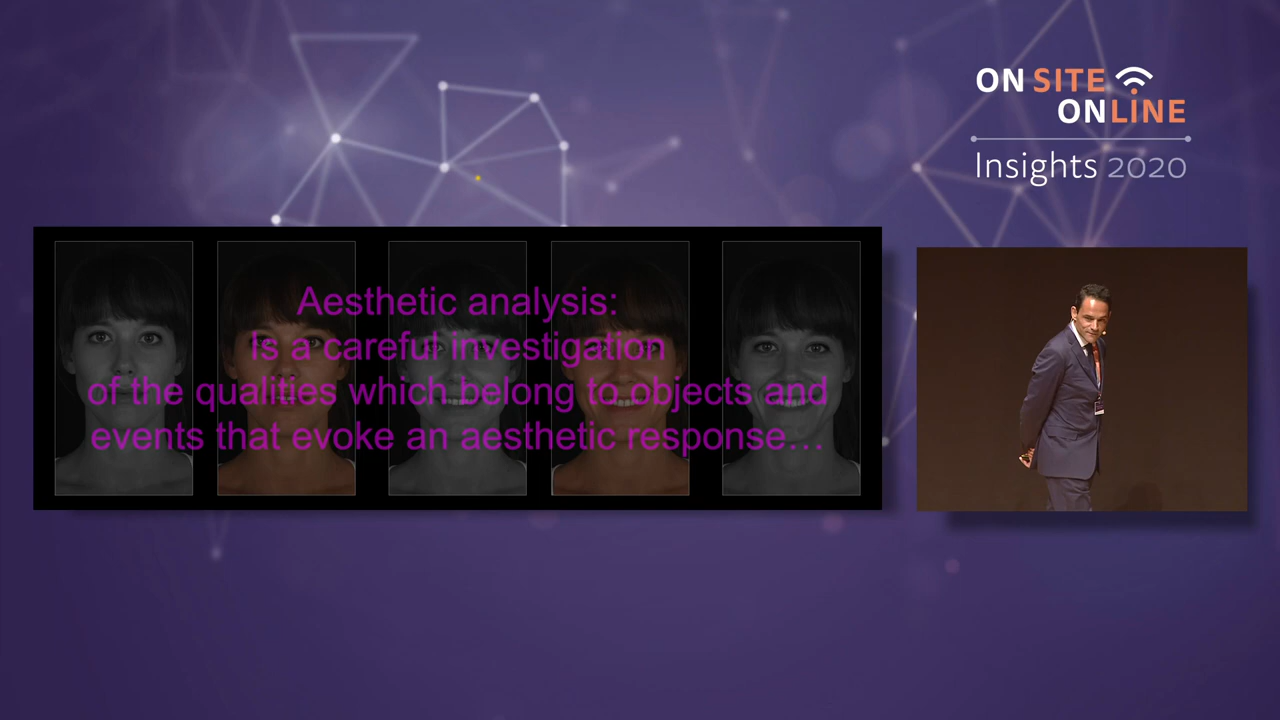 ON SITE
ONLINE
Insights 2020
Aesthetic analysis:
Is a careful investigation
of the qualities which belong to objects and
events that evoke an aesthetic response…